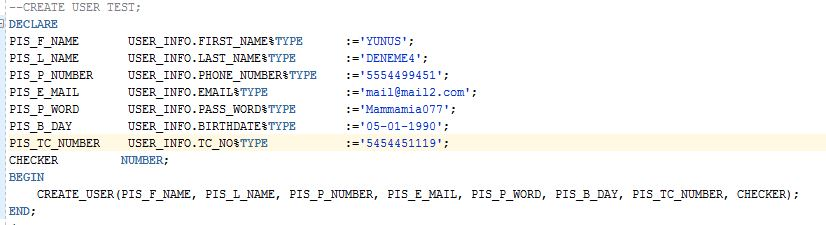 --CREATE USER TEST;
DECLARE
PIS_F_NAME USER_INFO.FIRST_NAME%TYPE :='YUNUS';
PIS_L_NAME USER_INFO.LAST_NAME%TYPE :='DENEME4';
PIS_P_NUMBER USER_INFO.PHONE_NUMBER%TYPE :='5554499451';
PIS_E_MAIL USER_INFO.EMAIL%TYPE :='mail@mail2.com';
PIS_P_WORD USER_INFO.PASS_WORD%TYPE :='Mammamia077';
PIS_B_DAY USER_INFO.BIRTHDATE%TYPE :='05-01-1990';
PIS_TC_NUMBER USER_INFO.TC_NO%TYPE :='5454451119';
CHECKER NUMBER;
BEGIN
CREATE_USER(PIS_F_NAME, PIS_L_NAME, PIS_P_NUMBER, PIS_E_MAIL, PIS_P_WORD, PIS_B_DAY, PIS_TC_NUMBER, CHECKER);
END;